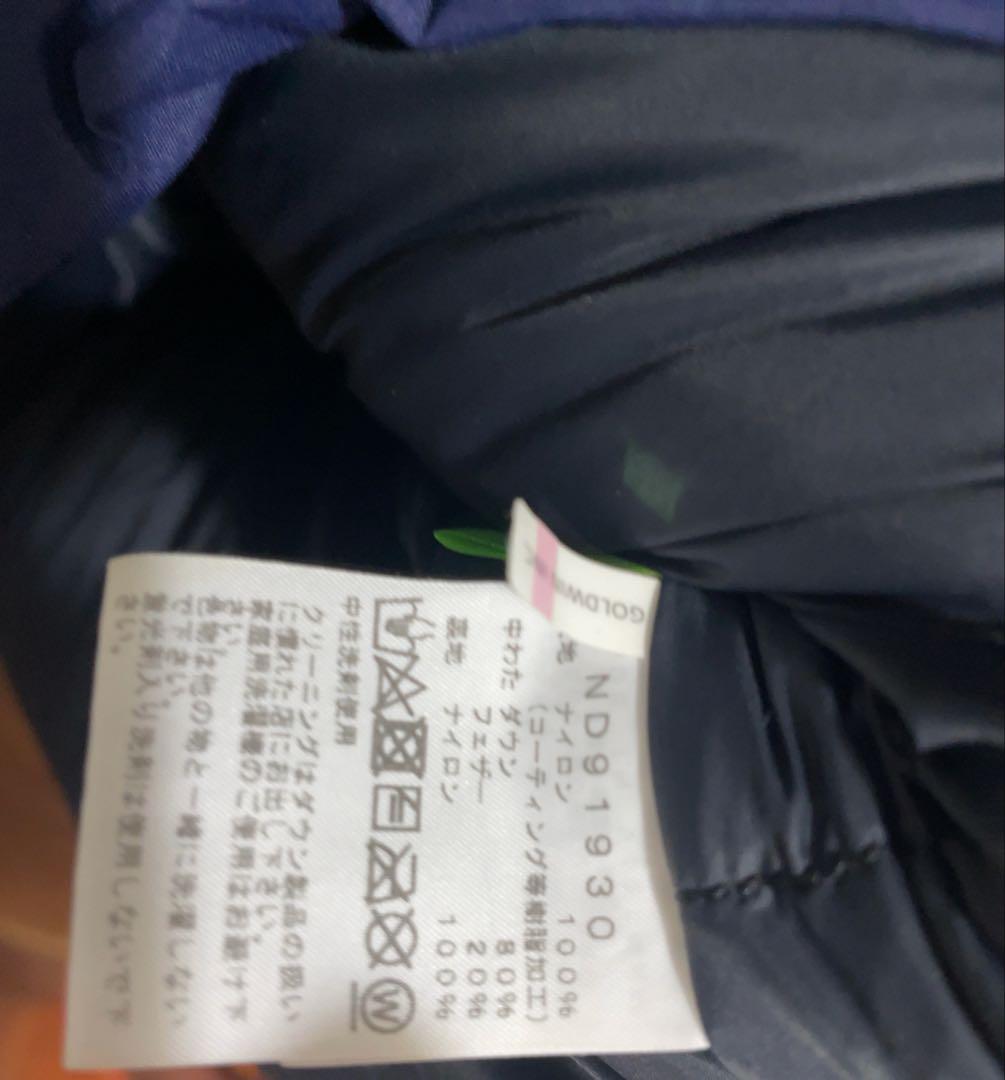 GOLDWI
ND91930
地 ナイロン 100%
(コーティング等樹脂加工)
中わた ダウン 80%
フェザー 20%
裏地 ナイロン 100%
W
中性洗剤使用
クリーニングはダウン製品の扱い
に慣れた店にお出し下さい。
家庭用洗濯機のご使用はお避け下
さい。
色物は他の物と一緒に洗濯しない
で下さい。
蛍光剤入り洗剤は使用しないで下
さい。